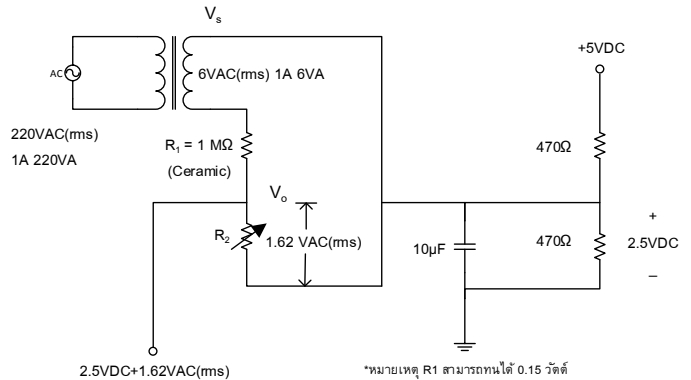 Vs
AC
6VAC(rms) 1A 6VA
+5VDC
220VAC(rms)
1A 220VA
R1 = 1 MΩ
(Ceramic)
470Ω
Vo
R2
1.62 VAC(rms)
10µF
470Ω
+
2.5VDC
–
2.5VDC+1.62VAC(rms)
*หมายเหตุ R1 สามารถทนได้ 0.15 วัตต์